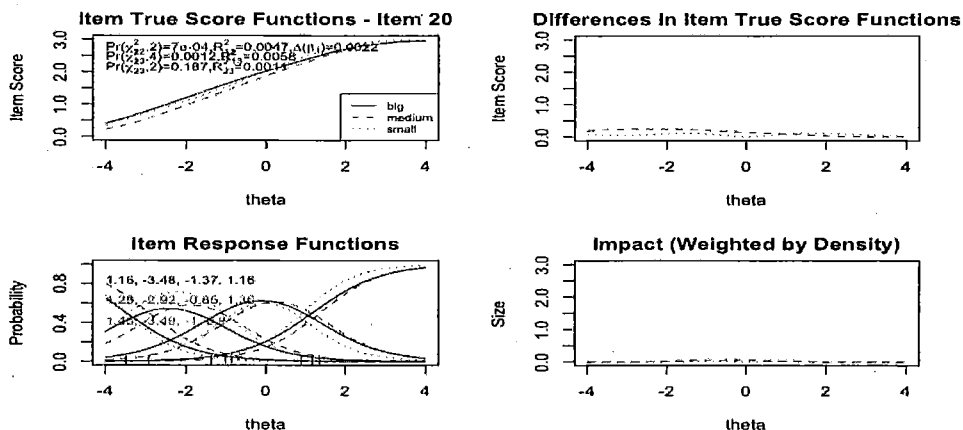 Item True Score Functions - Item 20
Item Score
3.0
2.0
1.0
0.0
big
medium
small
-4 -2 0 2 4
theta
Differences in Item True Score Functions
Item Score
3.0
2.0
1.0
0.0
-4 -2 0 2 4
theta
Item Response Functions
Probability
0.8
0.4
0.0
1.16, -3.48, -1.37, 1.16
-4 -2 0 2 4
theta
Impact (Weighted by Density)
Size
3.0
2.0
1.0
0.0
-4 -2 0 2 4
theta